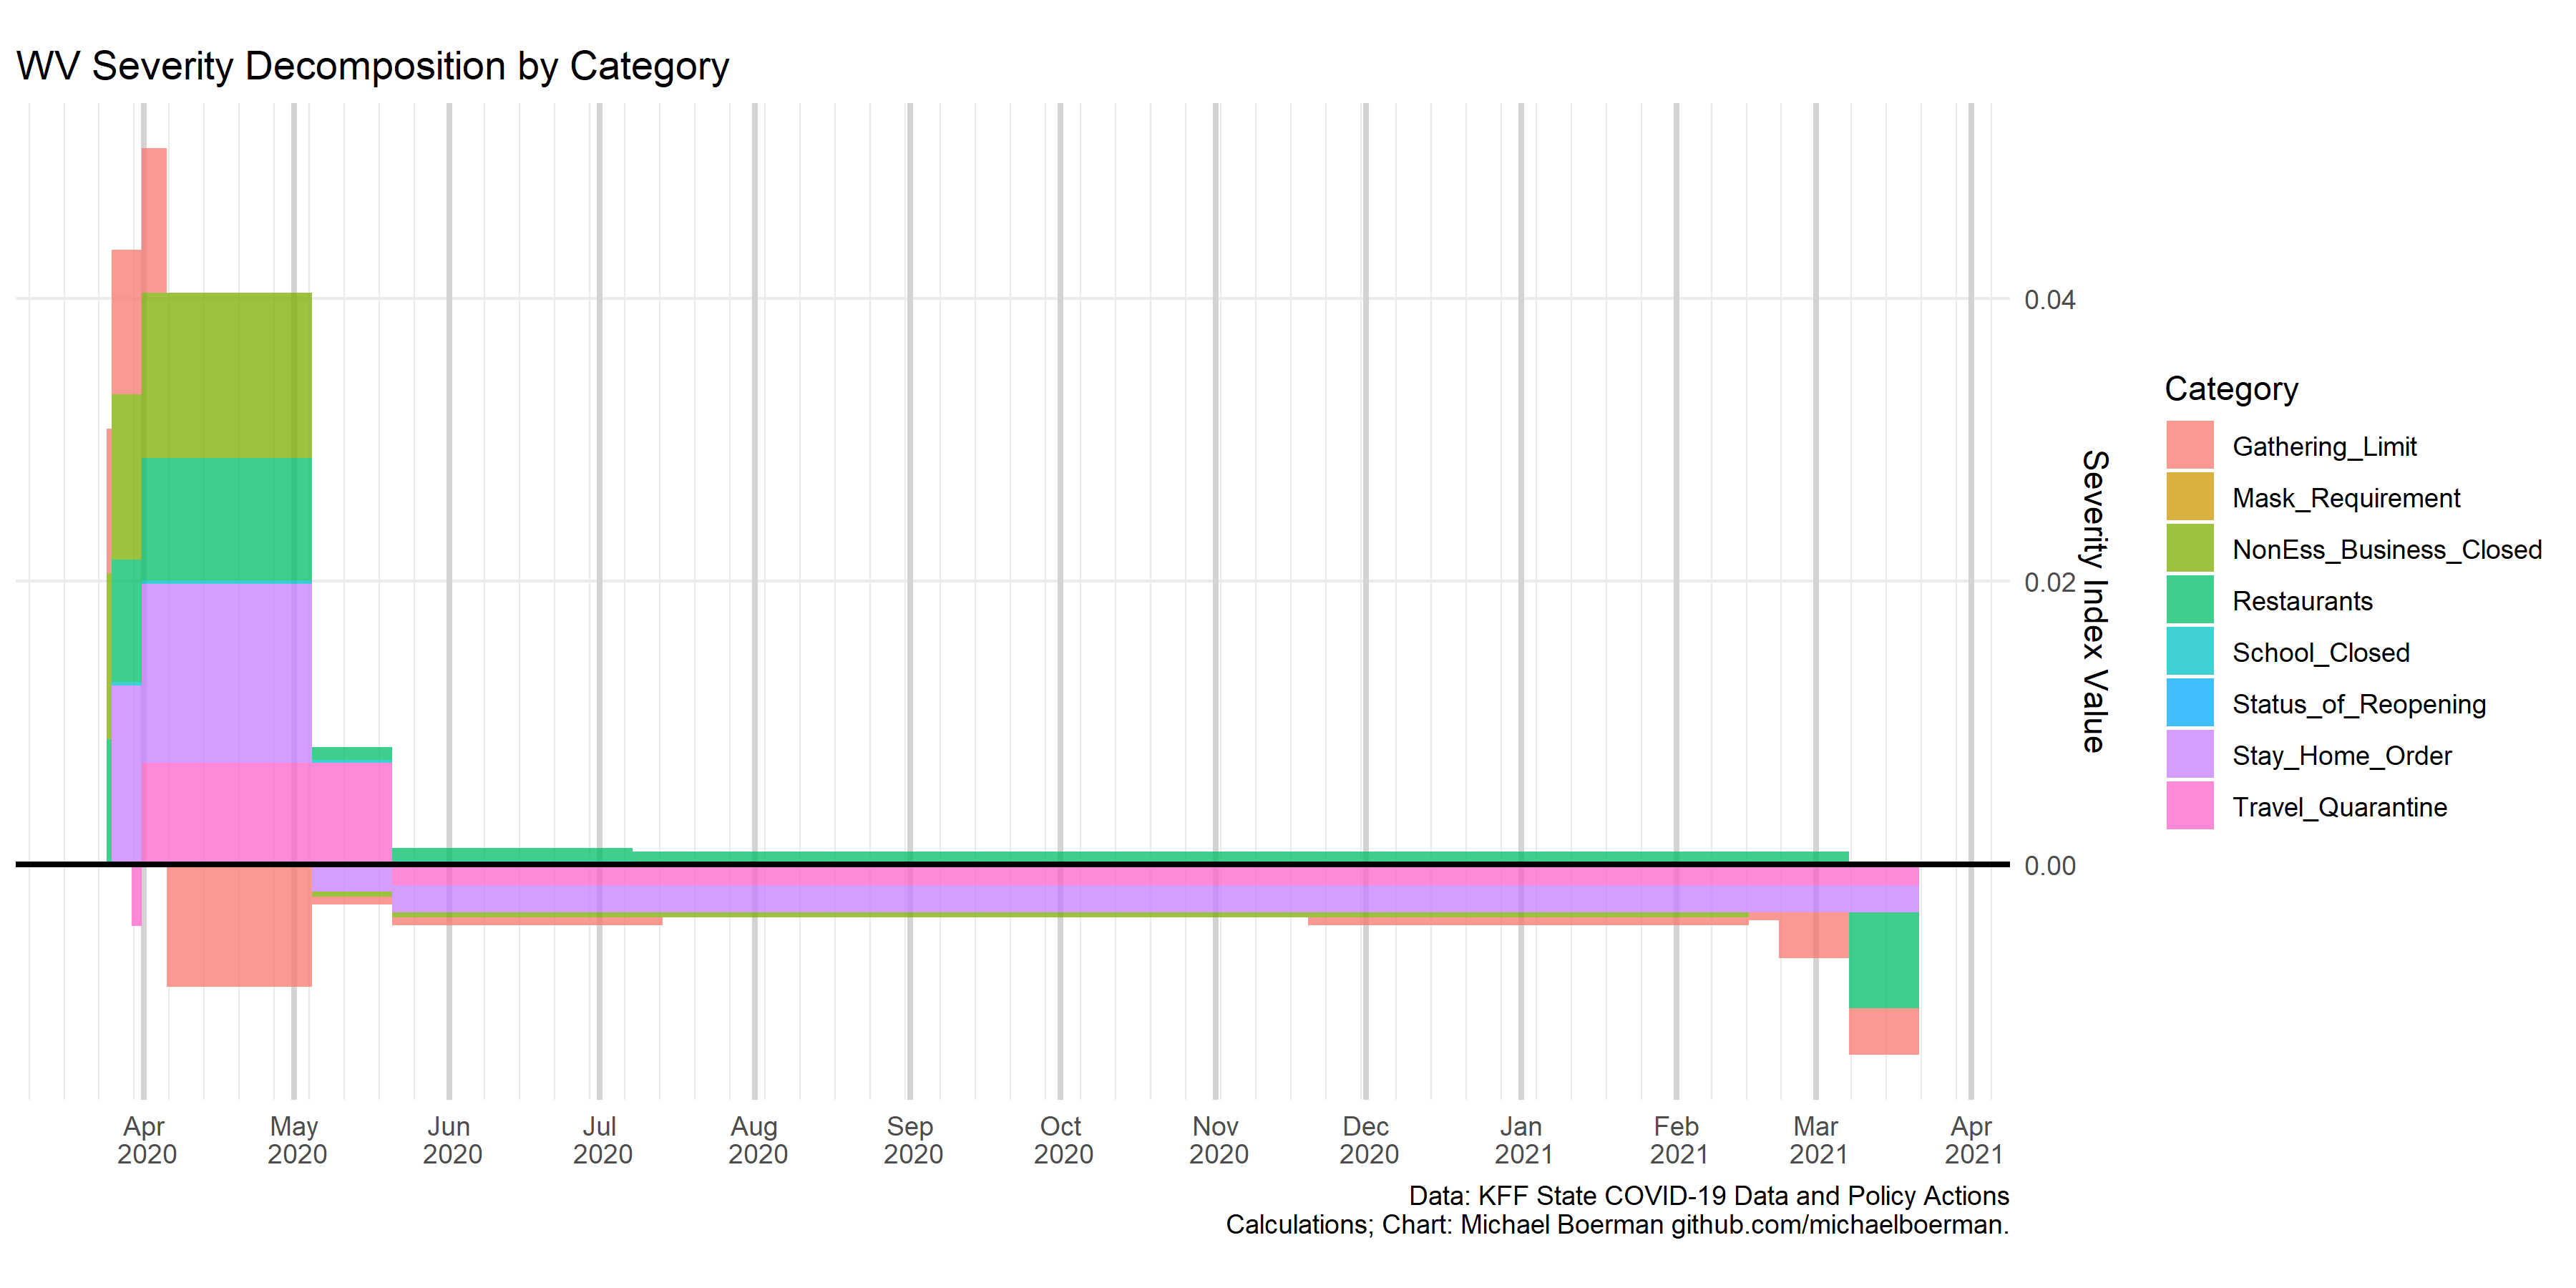 WV Severity Decomposition by Category
0.04
0.02
0.00
Severity Index Value
Category
Gathering_Limit
Mask_Requirement
NonEss_Business_Closed
Restaurants
School_Closed
Status_of_Reopening
Stay_Home_Order
Travel_Quarantine
Apr May Jun Jul Aug Sep Oct Nov Dec Jan Feb Mar Apr
2020 2020 2020 2020 2020 2020 2020 2020 2020 2021 2021 2021 2021
Data: KFF State COVID-19 Data and Policy Actions
Calculations; Chart: Michael Boerman github.com/michaelboerman.